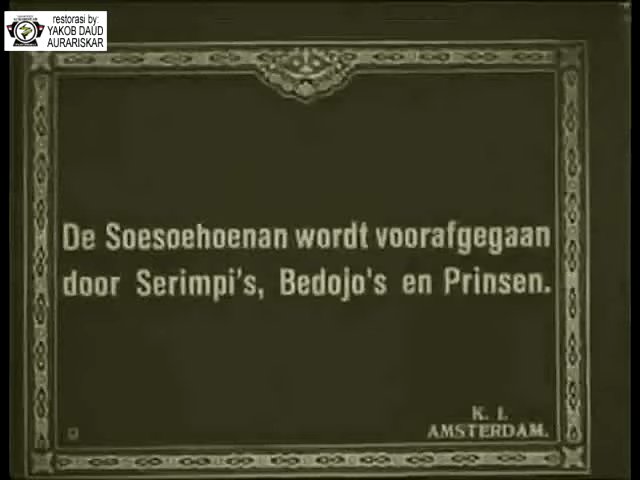 restorasi by:
YAKOB DAUD
AURARISKAR
De Soesoehoenan wordt voorafgegaan
door Serimpi's, Bedojo's en Prinsen.
K. I.
AMSTERDAM.